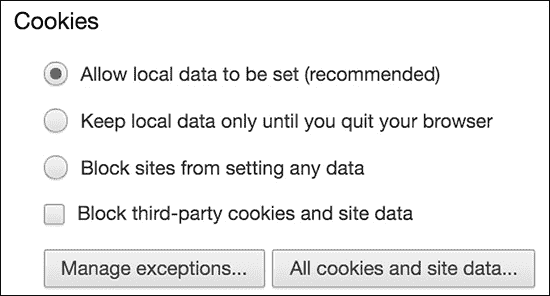 Cookies
Allow local data to be set (recommended)
Keep local data only until you quit your browser
Block sites from setting any data
Block third-party cookies and site data
Manage exceptions... All cookies and site data...